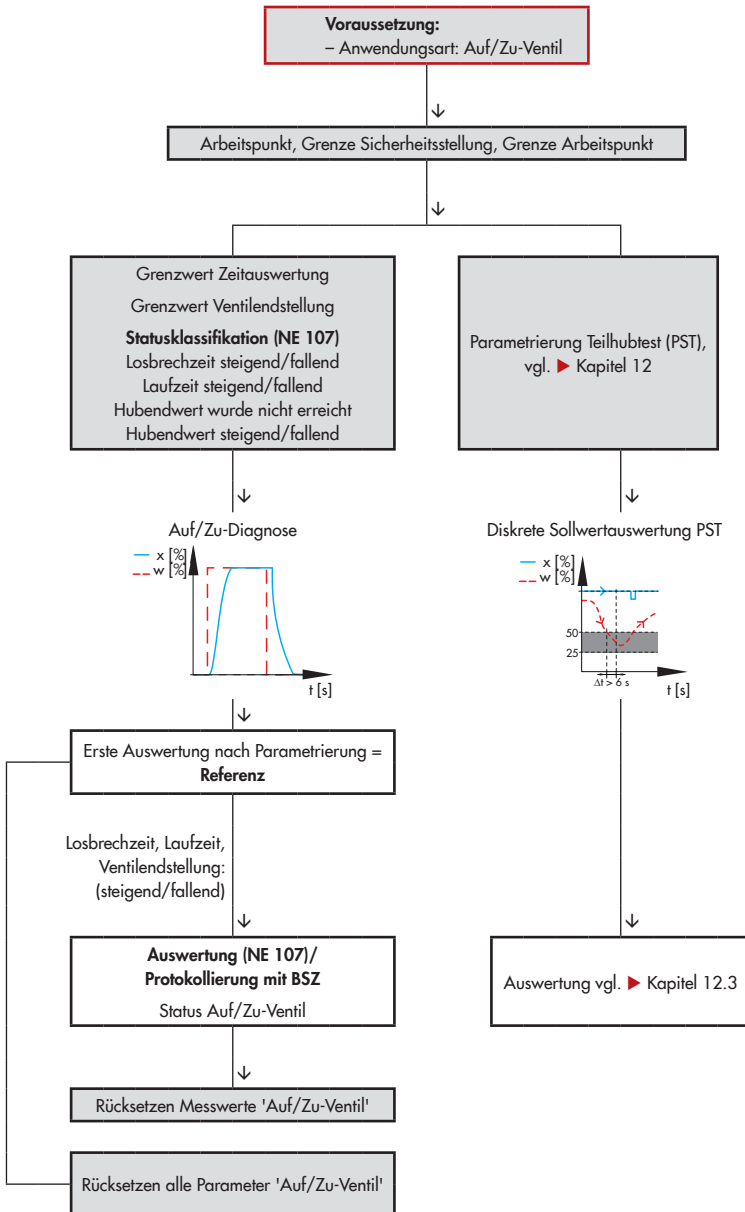 Voraussetzung:
– Anwendungsart: Auf/Zu-Ventil
Arbeitspunkt, Grenze Sicherheitsstellung, Grenze Arbeitspunkt
Grenzwert Zeitauswertung
Grenzwert Ventilendstellung
Statusklassifikation (NE 107)
Losbrechzeit steigend/fallend
Laufzeit steigend/fallend
Hubendwert wurde nicht erreicht
Hubendwert steigend/fallend
Parametrierung Teilhubtest (PST),
vgl. ▶ Kapitel 12
Auf/Zu-Diagnose
x [%]
w [%]
t [s]
Diskrete Sollwertauswertung PST
x [%]
w [%]
50
25
Δt > 6 s
t [s]
Erste Auswertung nach Parametrierung =
Referenz
Losbrechzeit, Laufzeit,
Ventilendstellung:
(steigend/fallend)
Auswertung (NE 107)/
Protokollierung mit BSZ
Status Auf/Zu-Ventil
Auswertung vgl. ▶ Kapitel 12.3
Rücksetzen Messwerte 'Auf/Zu-Ventil'
Rücksetzen alle Parameter 'Auf/Zu-Ventil'